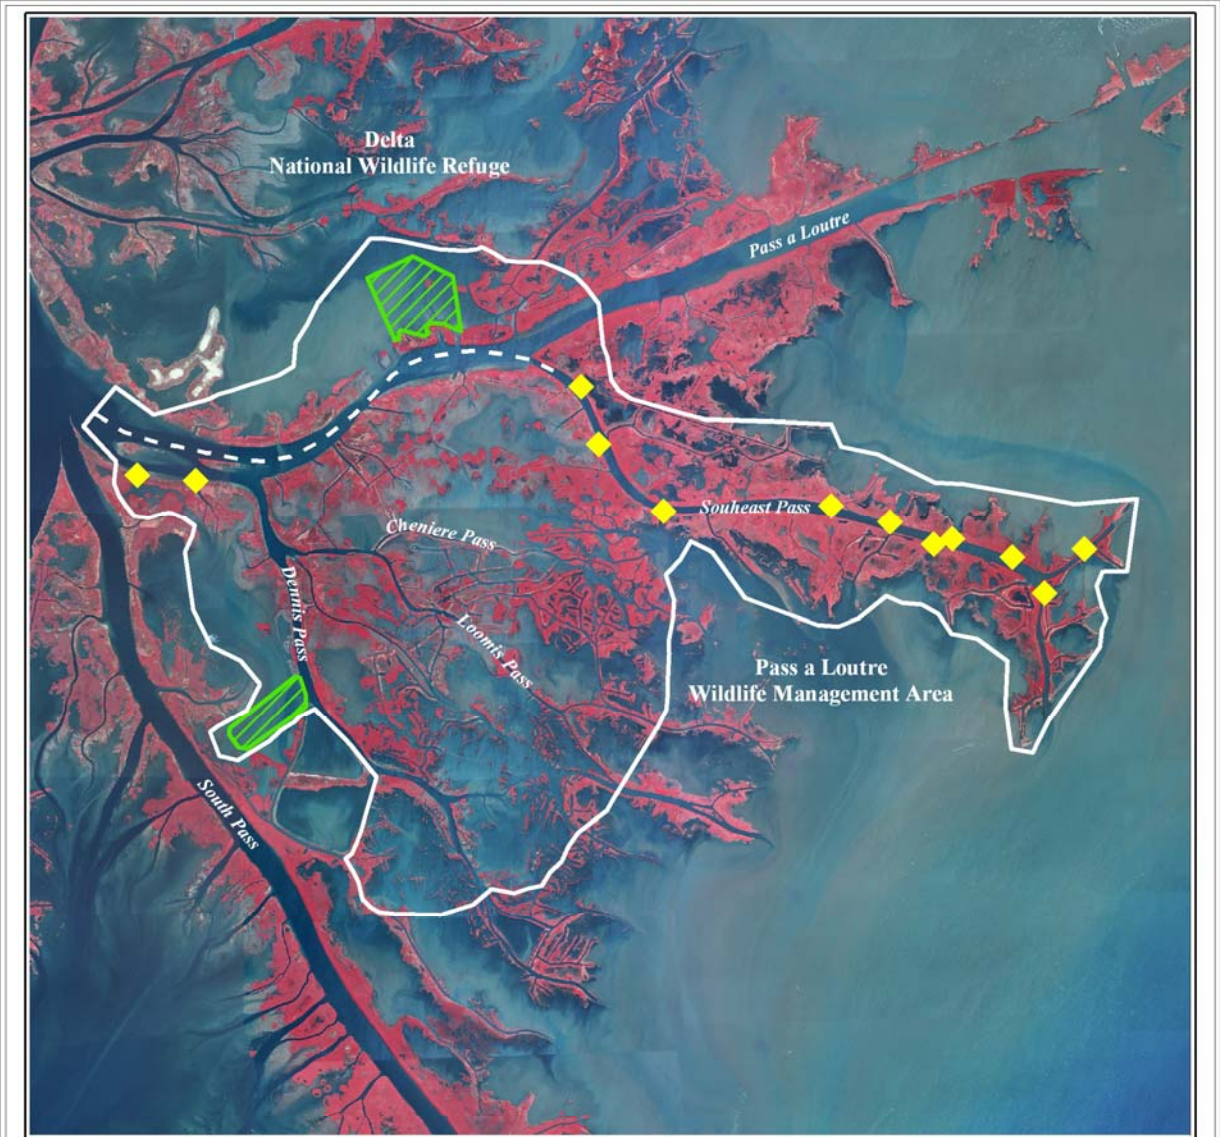 Delta
National Wildlife Refuge
Pass a Loutre
Souheast Pass
Cheniere Pass
Dennis Pass
Loomis Pass
Pass a Loutre
Wildlife Management Area
South Pass